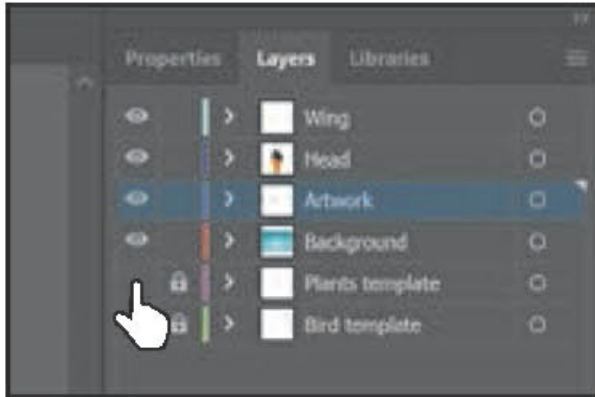 Properties Layers Libraries
Wing
Head
Artwork
Background
Plants template
Bird template